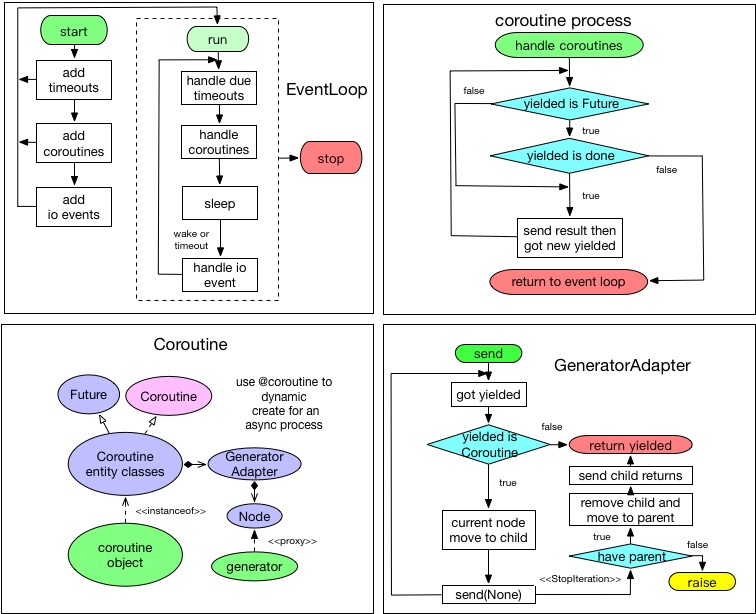 start
add
timeouts
add
coroutines
add
io events
run
handle due
timeouts
handle
coroutines
sleep
wake or
timeout
handle io
event
EventLoop
stop
coroutine process
handle coroutines
false
yielded is Future
true
yielded is done
false
true
send result then
got new yielded
return to event loop
Coroutine
Future
Coroutine
use @coroutine to
dynamic
create for an
async process
Coroutine
entity classes
Generator
Adapter
<<instanceof>>
Node
<<proxy>>
coroutine
object
generator
send
GeneratorAdapter
got yielded
yielded is
Coroutine
false
return yielded
send child returns
true
remove child and
move to parent
current node
move to child
true
false
have parent
<<StopIteration>>
raise
send(None)